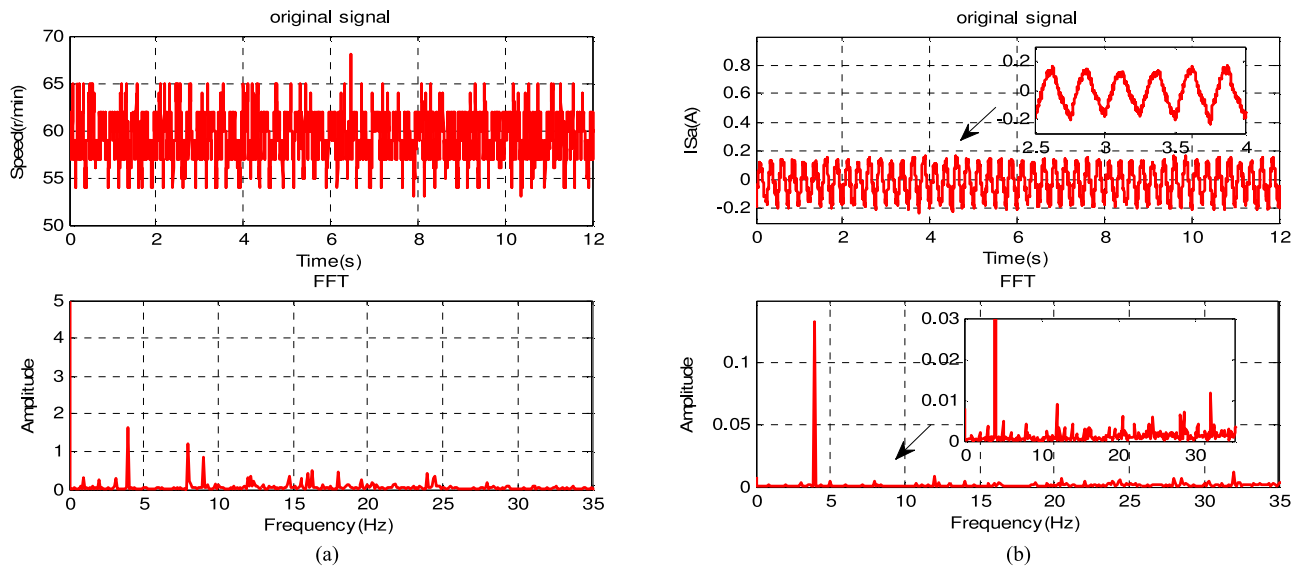 original signal
Speed(r/min)
70
65
60
55
50
0 2 4 6 8 10 12
Time(s)
FFT
Amplitude
5
4
3
2
1
0
0 5 10 15 20 25 30 35
Frequency(Hz)
(a)
original signal
ISa(A)
0.8
0.6
0.4
0.2
0
-0.2
0.2
0
-0.2
2.5 3 3.5 4
0 2 4 6 8 10 12
Time(s)
FFT
Amplitude
0.1
0.05
0
0.03
0.02
0.01
0
0 10 20 30
0 5 10 15 20 25 30 35
Frequency(Hz)
(b)